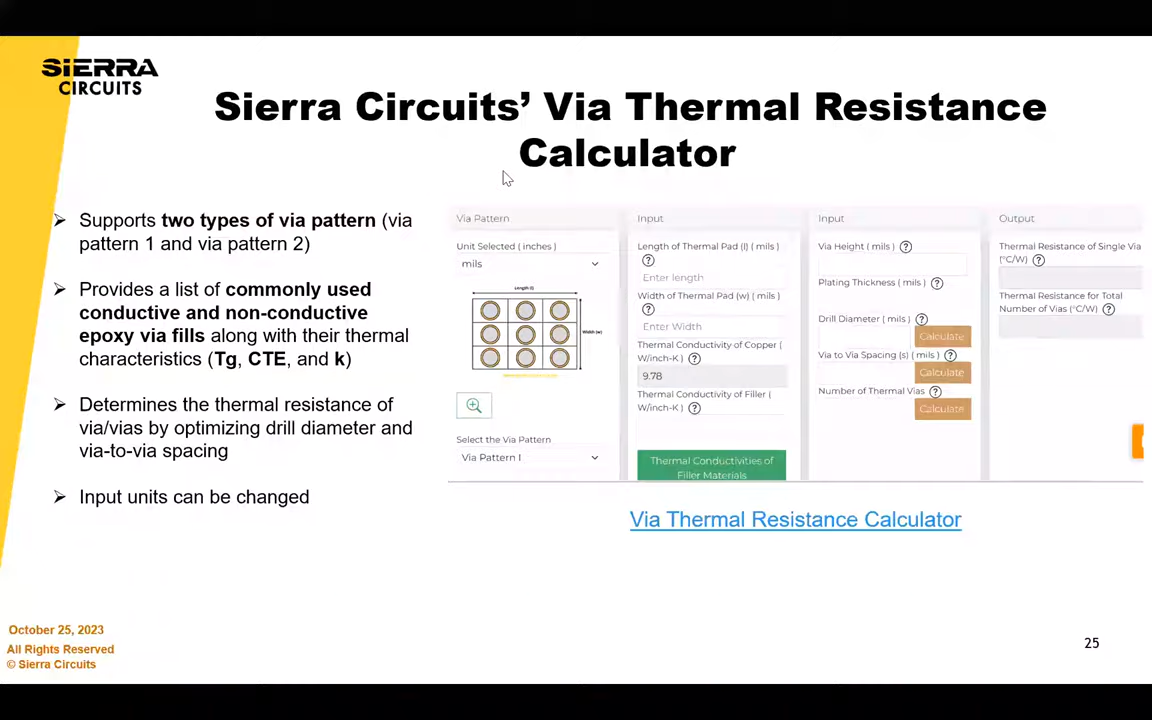 SIERRA
CIRCUITS
Sierra Circuits’ Via Thermal Resistance
Calculator
➢ Supports two types of via pattern (via
pattern 1 and via pattern 2)
➢ Provides a list of commonly used
conductive and non-conductive
epoxy via fills along with their thermal
characteristics (Tg, CTE, and k)
➢ Determines the thermal resistance of
via/vias by optimizing drill diameter and
via-to-via spacing
➢ Input units can be changed
Via Pattern
Unit Selected ( inches )
mils
Length (l)
Width (w)
Select the Via Pattern
Via Pattern I
Input
Length of Thermal Pad (l) ( mils )
?
Enter length
Width of Thermal Pad (w) ( mils )
?
Enter Width
Thermal Conductivity of Copper (
W/inch-K ) ?
9.78
Thermal Conductivity of Filler (
W/inch-K ) ?
Thermal Conductivities of
Filler Materials
Input
Via Height ( mils ) ?
Plating Thickness ( mils ) ?
Drill Diameter ( mils ) ?
Calculate
Via to Via Spacing (s) ( mils ) ?
Calculate
Number of Thermal Vias ?
Calculate
Output
Thermal Resistance of Single Via
(°C/W) ?
Thermal Resistance for Total
Number of Vias (°C/W) ?
Via Thermal Resistance Calculator
October 25, 2023
All Rights Reserved
© Sierra Circuits
25